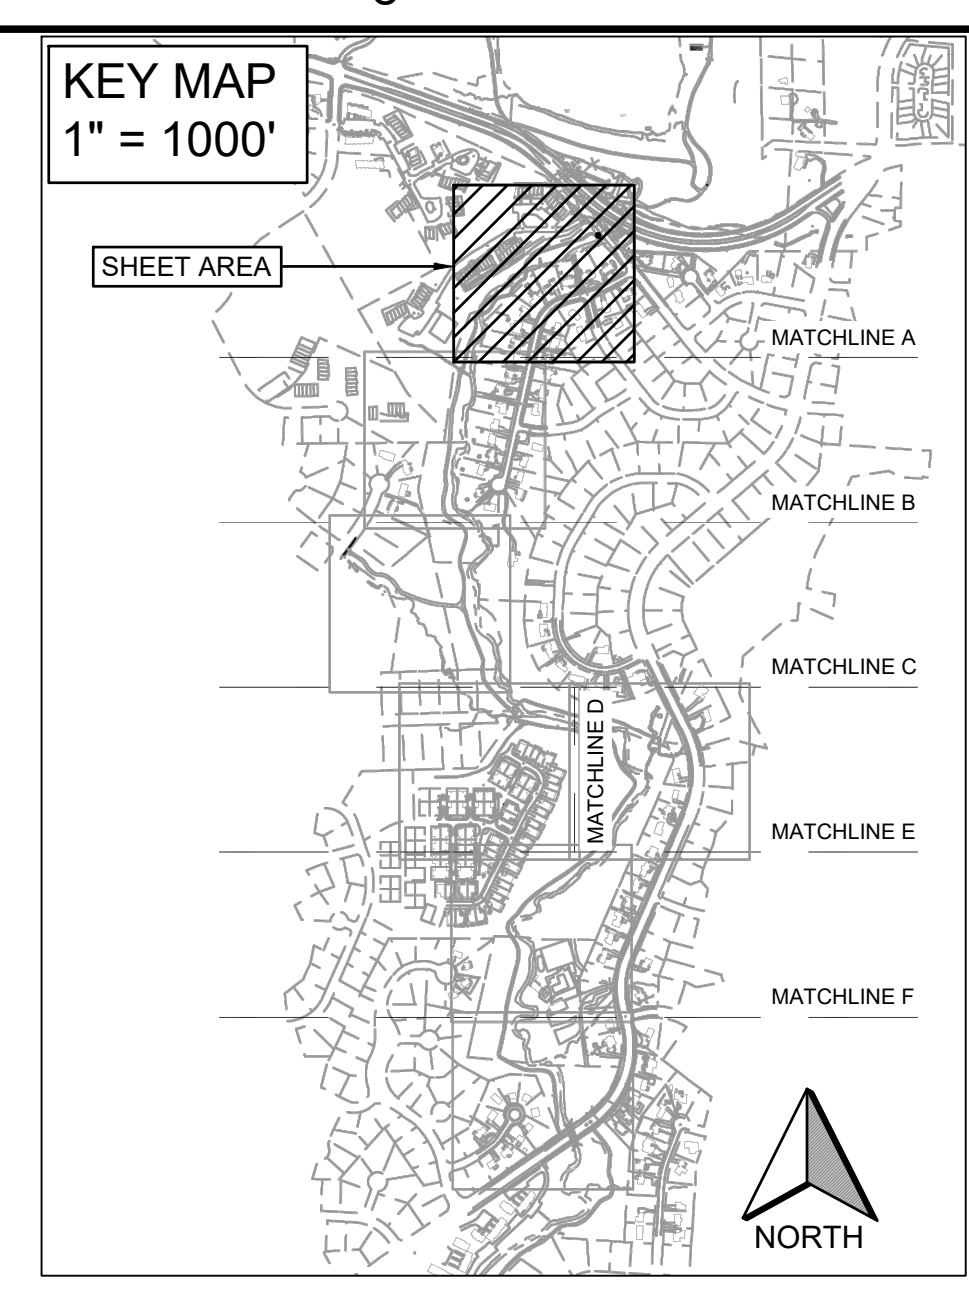 KEY MAP
1" = 1000'
SHEET AREA
MATCHLINE A
MATCHLINE B
MATCHLINE C
MATCHLINE D
MATCHLINE E
MATCHLINE F
NORTH